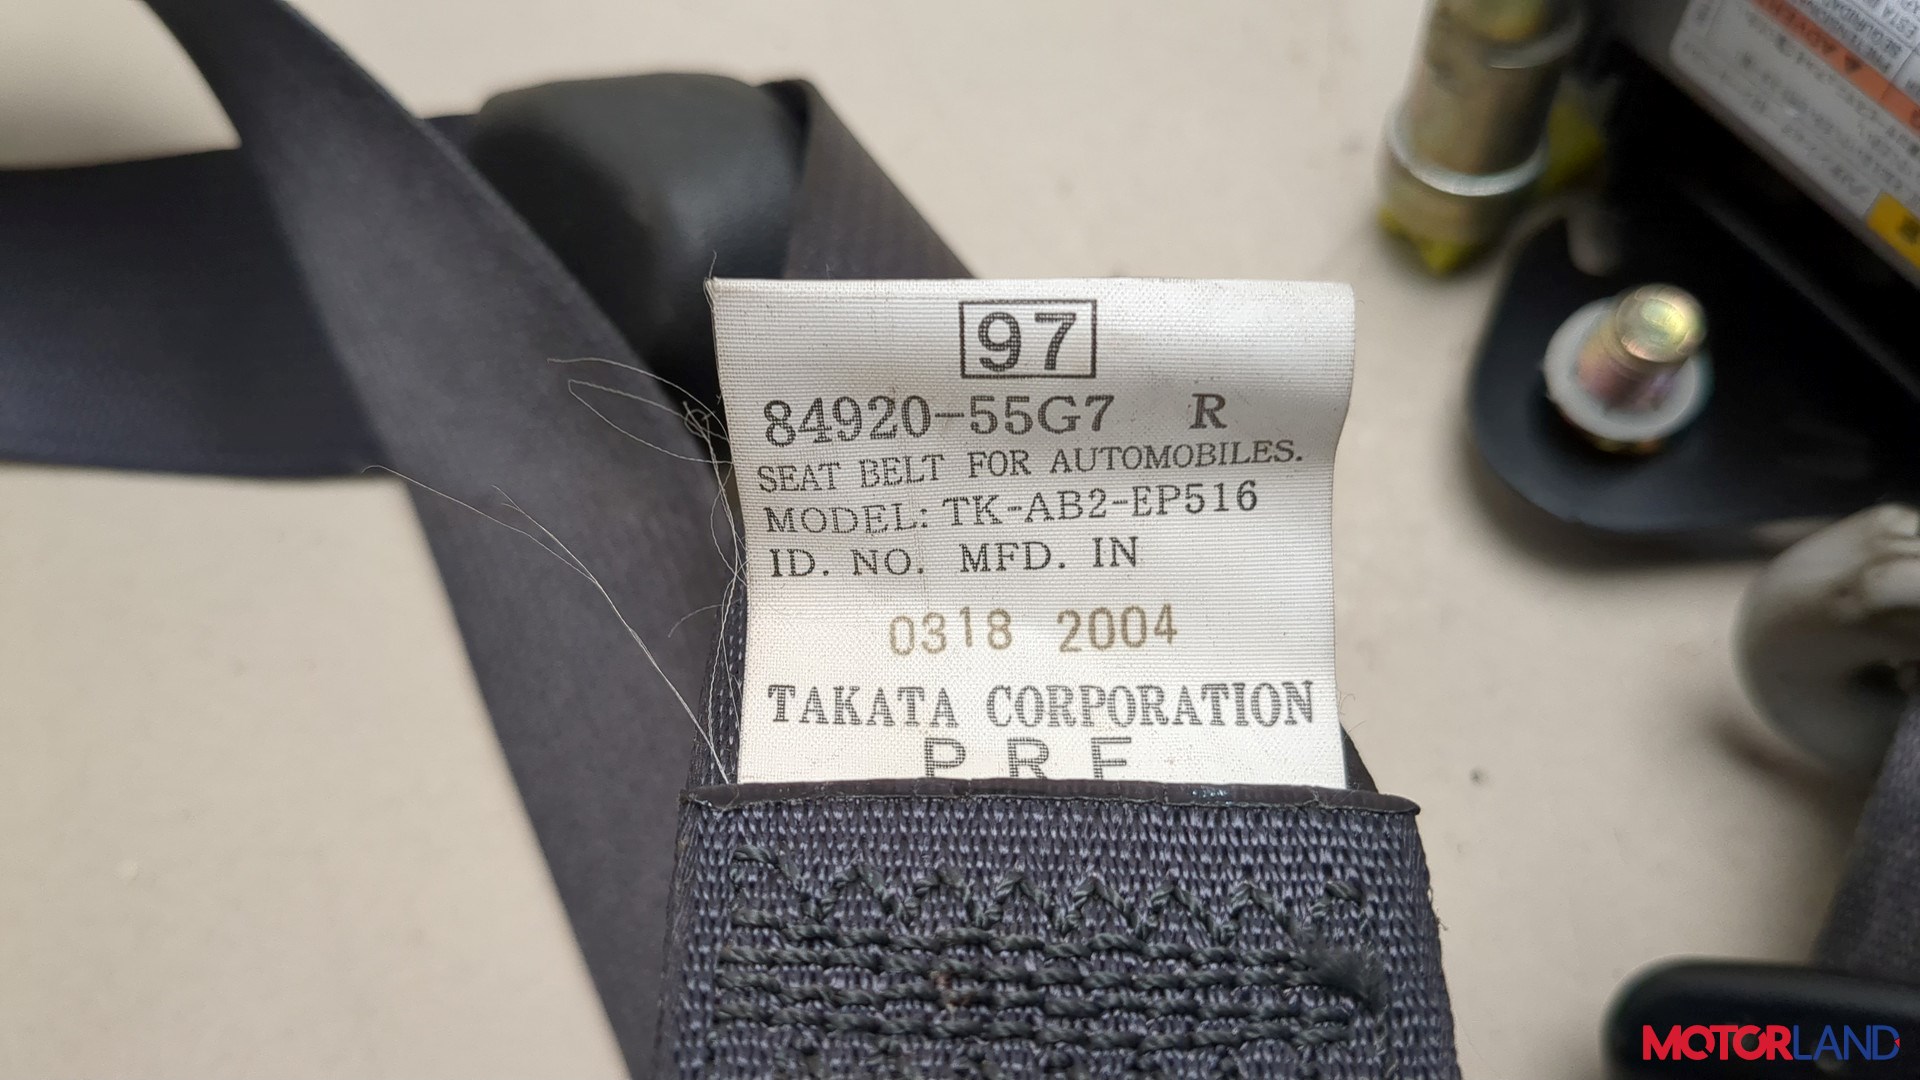 97
84920-55G7 R
SEAT BELT FOR AUTOMOBILES.
MODEL: TK-AB2-EP516
ID. NO. MFD. IN
0318 2004
TAKATA CORPORATION
MOTORLAND